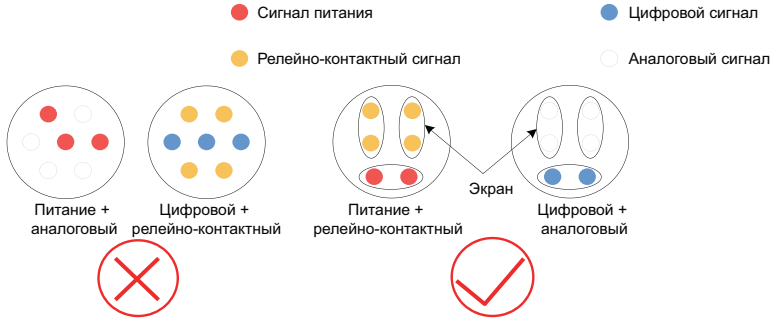 Сигнал питания
Цифровой сигнал
Релейно-контактный сигнал
Аналоговый сигнал
Экран
Питание +
аналоговый
Цифровой +
релейно-контактный
Питание +
релейно-контактный
Цифровой +
аналоговый